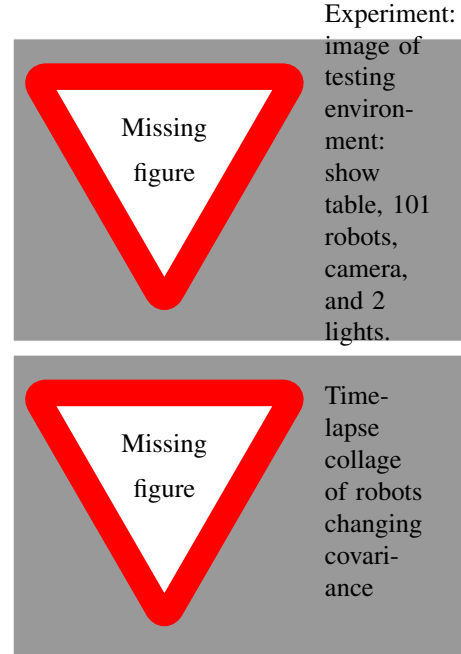 Missing
figure
Experiment:
image of
testing
environ-
ment:
show
table, 101
robots,
camera,
and 2
lights.
Missing
figure
Time-
lapse
collage
of robots
changing
covari-
ance